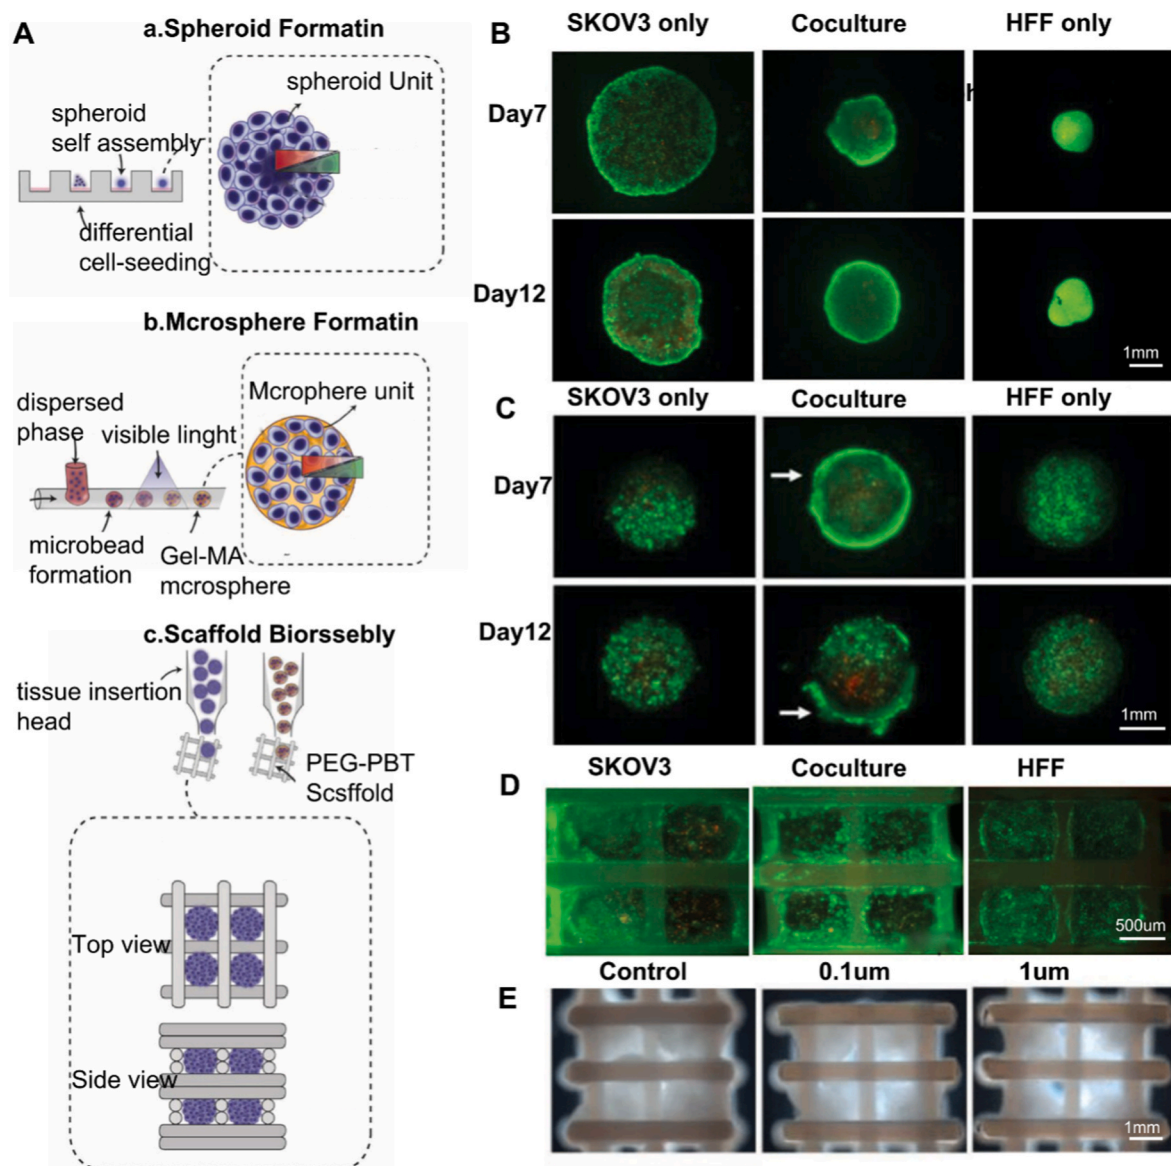 A
a.Spheroid Formatin
spheroid Unit
spheroid
self assembly
differential
cell-seeding
b.Mcrosphere Formatin
Mcrophere unit
dispersed
phase
visible linght
microbead
formation
Gel-MA
mcrosphere
c.Scaffold Biorssebly
tissue insertion
head
PEG-PBT
Scsffold
Top view
Side view
B
SKOV3 only Coculture HFF only
Day7
Day12
1mm
C
SKOV3 only Coculture HFF only
Day7
Day12
1mm
D
SKOV3 Coculture HFF
500um
E
Control 0.1um 1um
1mm